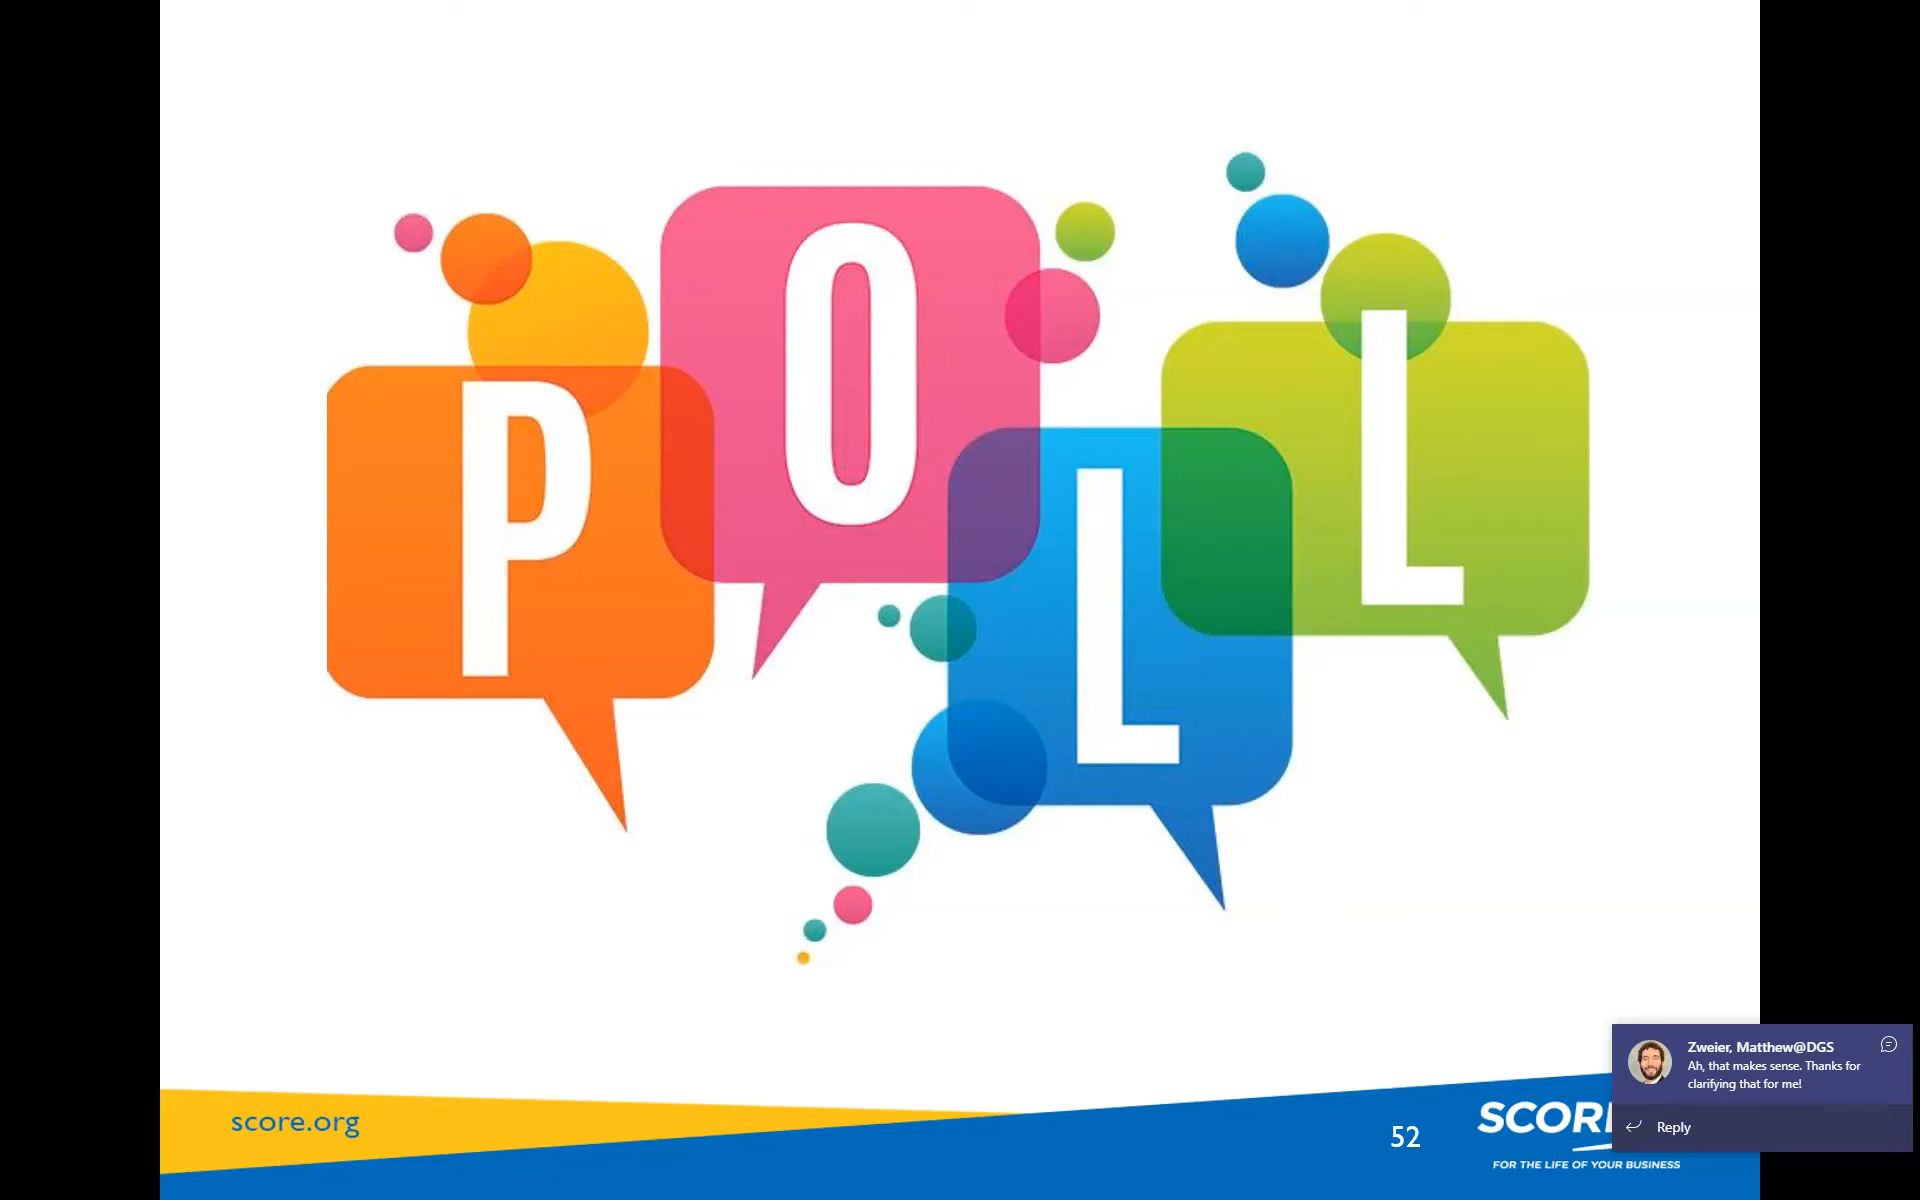 POLL
score.org
52
SCORE
FOR THE LIFE OF YOUR BUSINESS
Zweier, Matthew@DGS
Ah, that makes sense. Thanks for
clarifying that for me!
Reply